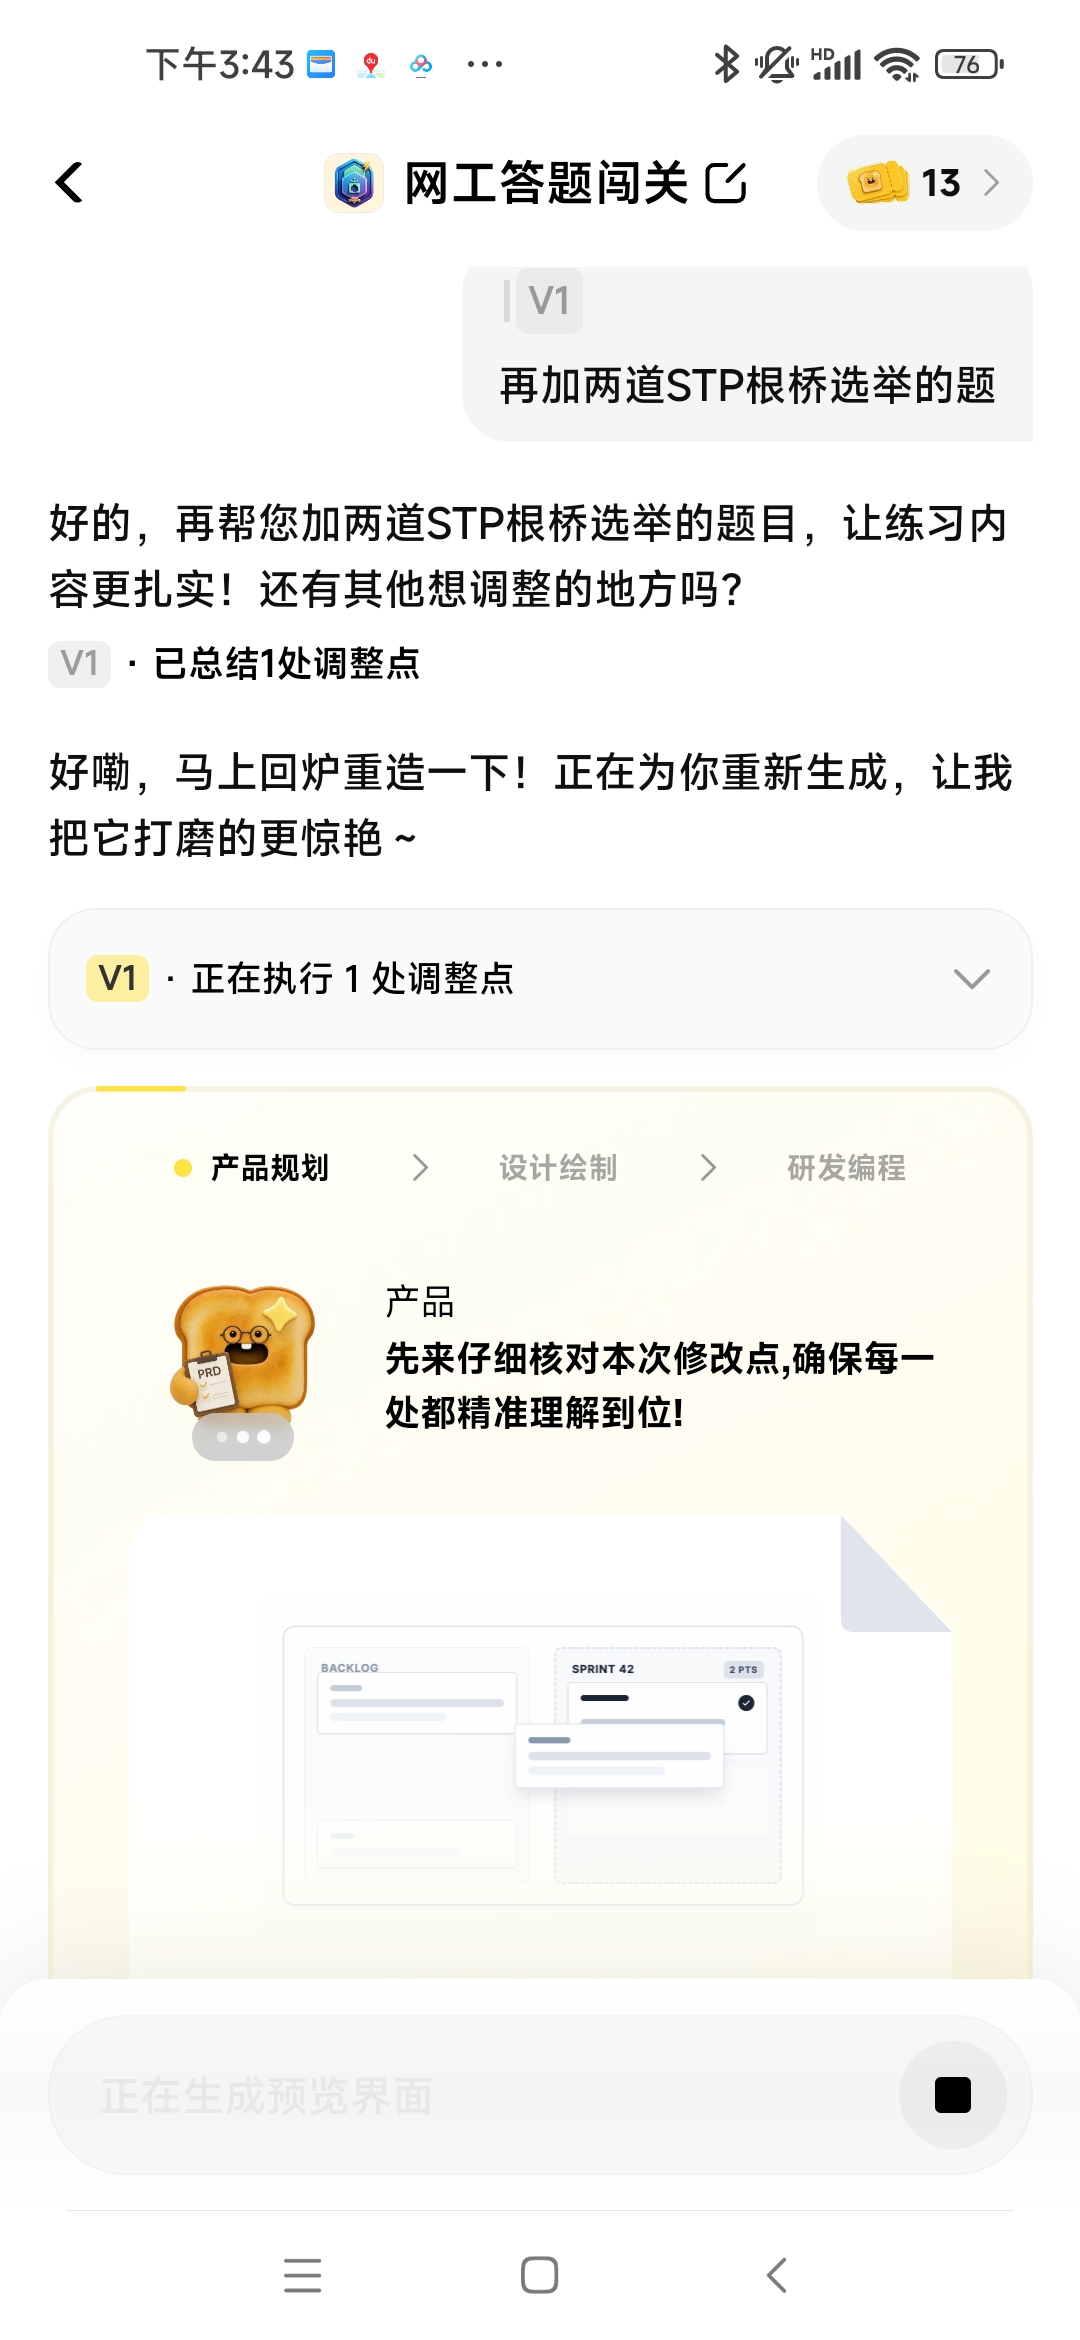 下午3:43
HD
76
网工答题闯关
13
V1
再加两道STP根桥选举的题
好的，再帮您加两道STP根桥选举的题目，让练习内
容更扎实！还有其他想调整的地方吗？
V1 · 已总结1处调整点
好嘞，马上回炉重造一下！正在为你重新生成，让我
把它打磨的更惊艳 ~
V1 · 正在执行 1 处调整点
产品规划
设计绘制
研发编程
产品
先来仔细核对本次修改点,确保每一
处都精准理解到位!
PRD
BACKLOG
SPRINT 42
2 PTS
正在生成预览界面